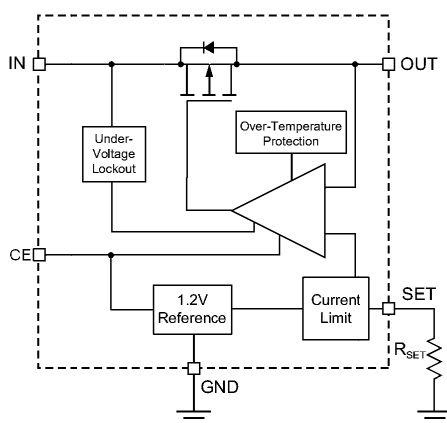 IN
OUT
Under-
Voltage
Lockout
Over-Temperature
Protection
CE
1.2V
Reference
Current
Limit
SET
RSET
GND